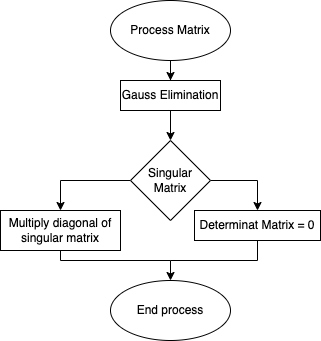 Process Matrix
Gauss Elimination
Singular
Matrix
Multiply diagonal of
singular matrix
Determinat Matrix = 0
End process